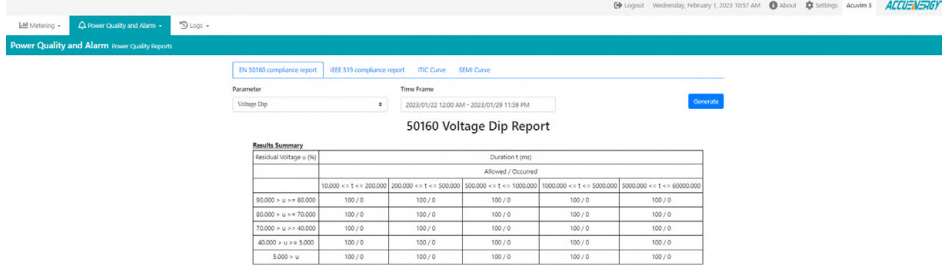 Logout Wednesday, February 1, 2023 10:57 AM About Settings Acuvim 3 ACCUENERGY
Metering Power Quality and Alarm Logs
Power Quality and Alarm Power Quality Reports
EN 50160 compliance report IEEE 519 compliance report ITIC Curve SEMI Curve
Parameter Time Frame
Voltage Dip 2023/01/22 12:00 AM - 2023/01/29 11:59 PM Generate
50160 Voltage Dip Report
Results Summary
Residual Voltage u (%) Duration t (ms)
Allowed / Occurred
10.000 <= t <= 200.000 200.000 <= t <= 500.000 500.000 <= t <= 1000.000 1000.000 <= t <= 5000.000 5000.000 <= t <= 60000.000
90.000 > u >= 80.000 100 / 0 100 / 0 100 / 0 100 / 0 100 / 0
80.000 > u >= 70.000 100 / 0 100 / 0 100 / 0 100 / 0 100 / 0
70.000 > u >= 40.000 100 / 0 100 / 0 100 / 0 100 / 0 100 / 0
40.000 > u >= 5.000 100 / 0 100 / 0 100 / 0 100 / 0 100 / 0
5.000 > u 100 / 0 100 / 0 100 / 0 100 / 0 100 / 0